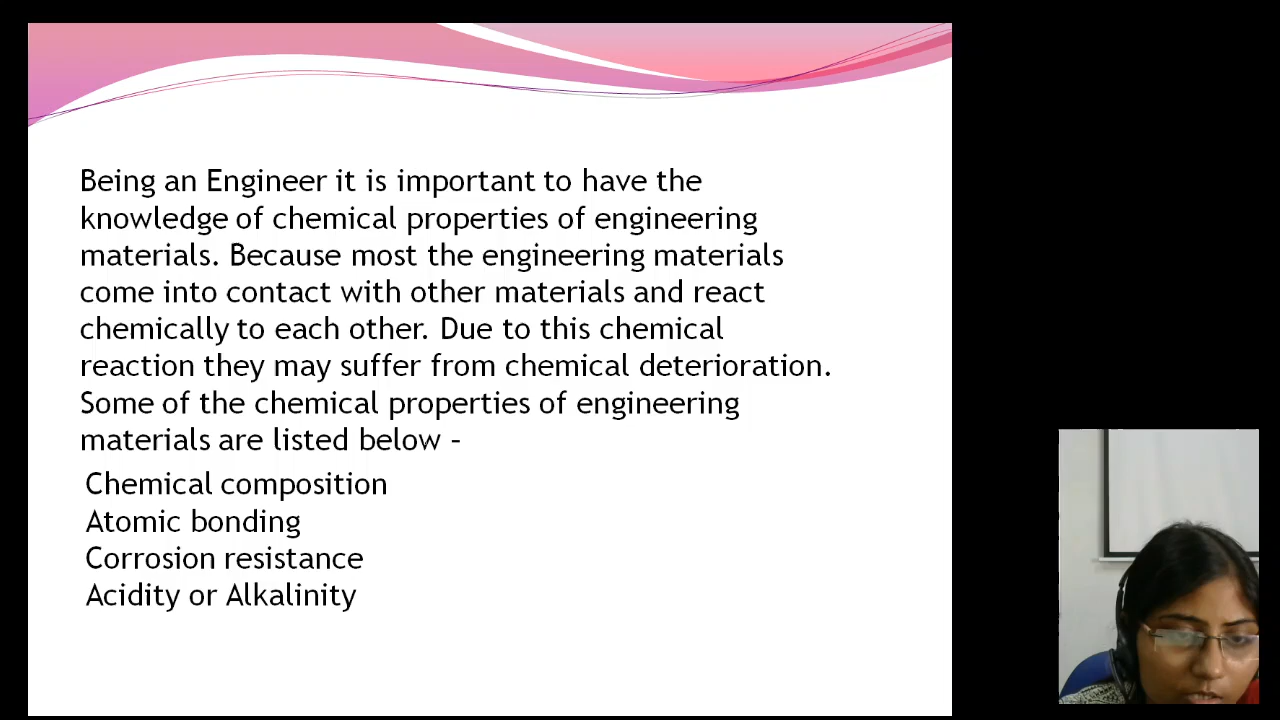 Being an Engineer it is important to have the
knowledge of chemical properties of engineering
materials. Because most the engineering materials
come into contact with other materials and react
chemically to each other. Due to this chemical
reaction they may suffer from chemical deterioration.
Some of the chemical properties of engineering
materials are listed below –
Chemical composition
Atomic bonding
Corrosion resistance
Acidity or Alkalinity